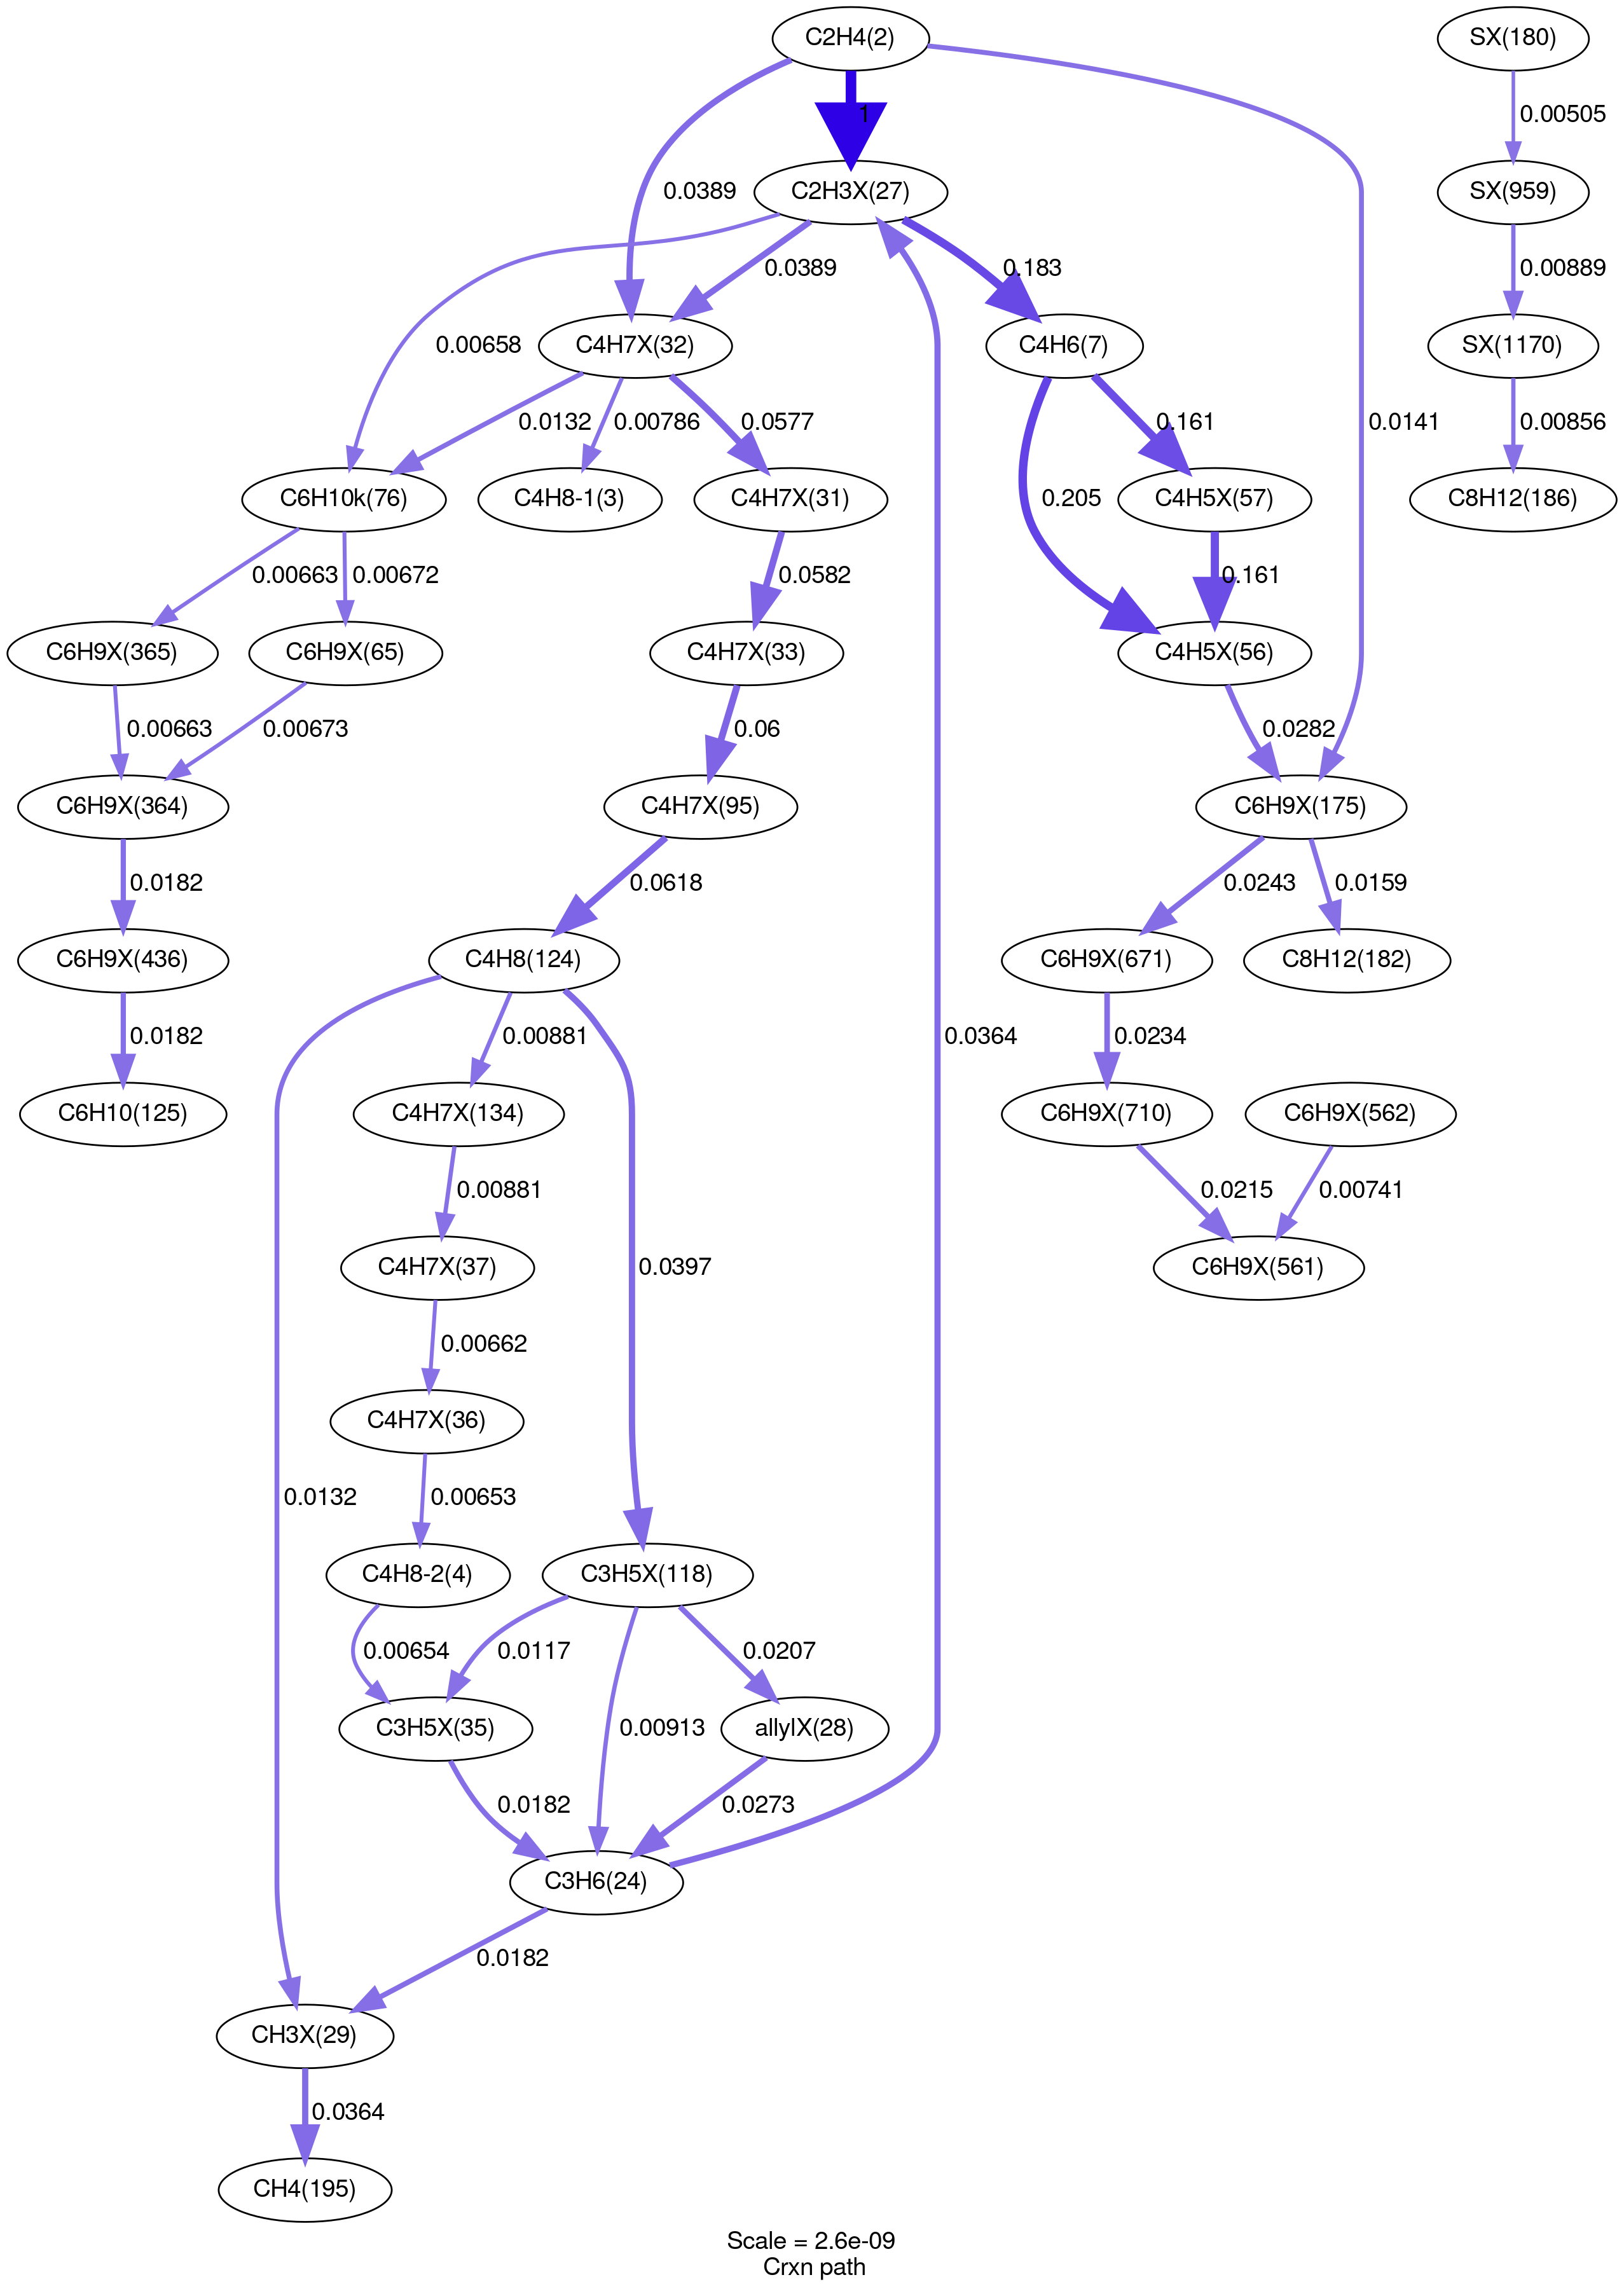 C2H4(2)
SX(180)
1
0.00505
C2H3X(27)
SX(959)
0.0389
0.0389
0.183
0.00889
0.00658
C4H7X(32)
C4H6(7)
SX(1170)
0.0132
0.00786
0.0577
0.205
0.161
0.0141
0.00856
C6H10k(76)
C4H8-1(3)
C4H7X(31)
C4H5X(57)
C8H12(186)
0.00663
0.00672
0.0582
0.161
C6H9X(365)
C6H9X(65)
C4H7X(33)
C4H5X(56)
0.00663
0.00673
0.06
0.0282
C6H9X(364)
C4H7X(95)
C6H9X(175)
0.0182
0.0618
0.0243
0.0159
C6H9X(436)
C4H8(124)
C6H9X(671)
C8H12(182)
0.0182
0.00881
0.0364
0.0234
C6H10(125)
C4H7X(134)
C6H9X(710)
C6H9X(562)
0.00881
0.0215
0.00741
C4H7X(37)
0.0397
C6H9X(561)
0.00662
C4H7X(36)
0.0132
0.00653
C4H8-2(4)
C3H5X(118)
0.00654
0.0117
0.00913
0.0207
C3H5X(35)
allylX(28)
0.0182
0.0273
C3H6(24)
0.0182
CH3X(29)
0.0364
CH4(195)
Scale = 2.6e-09
Crxn path